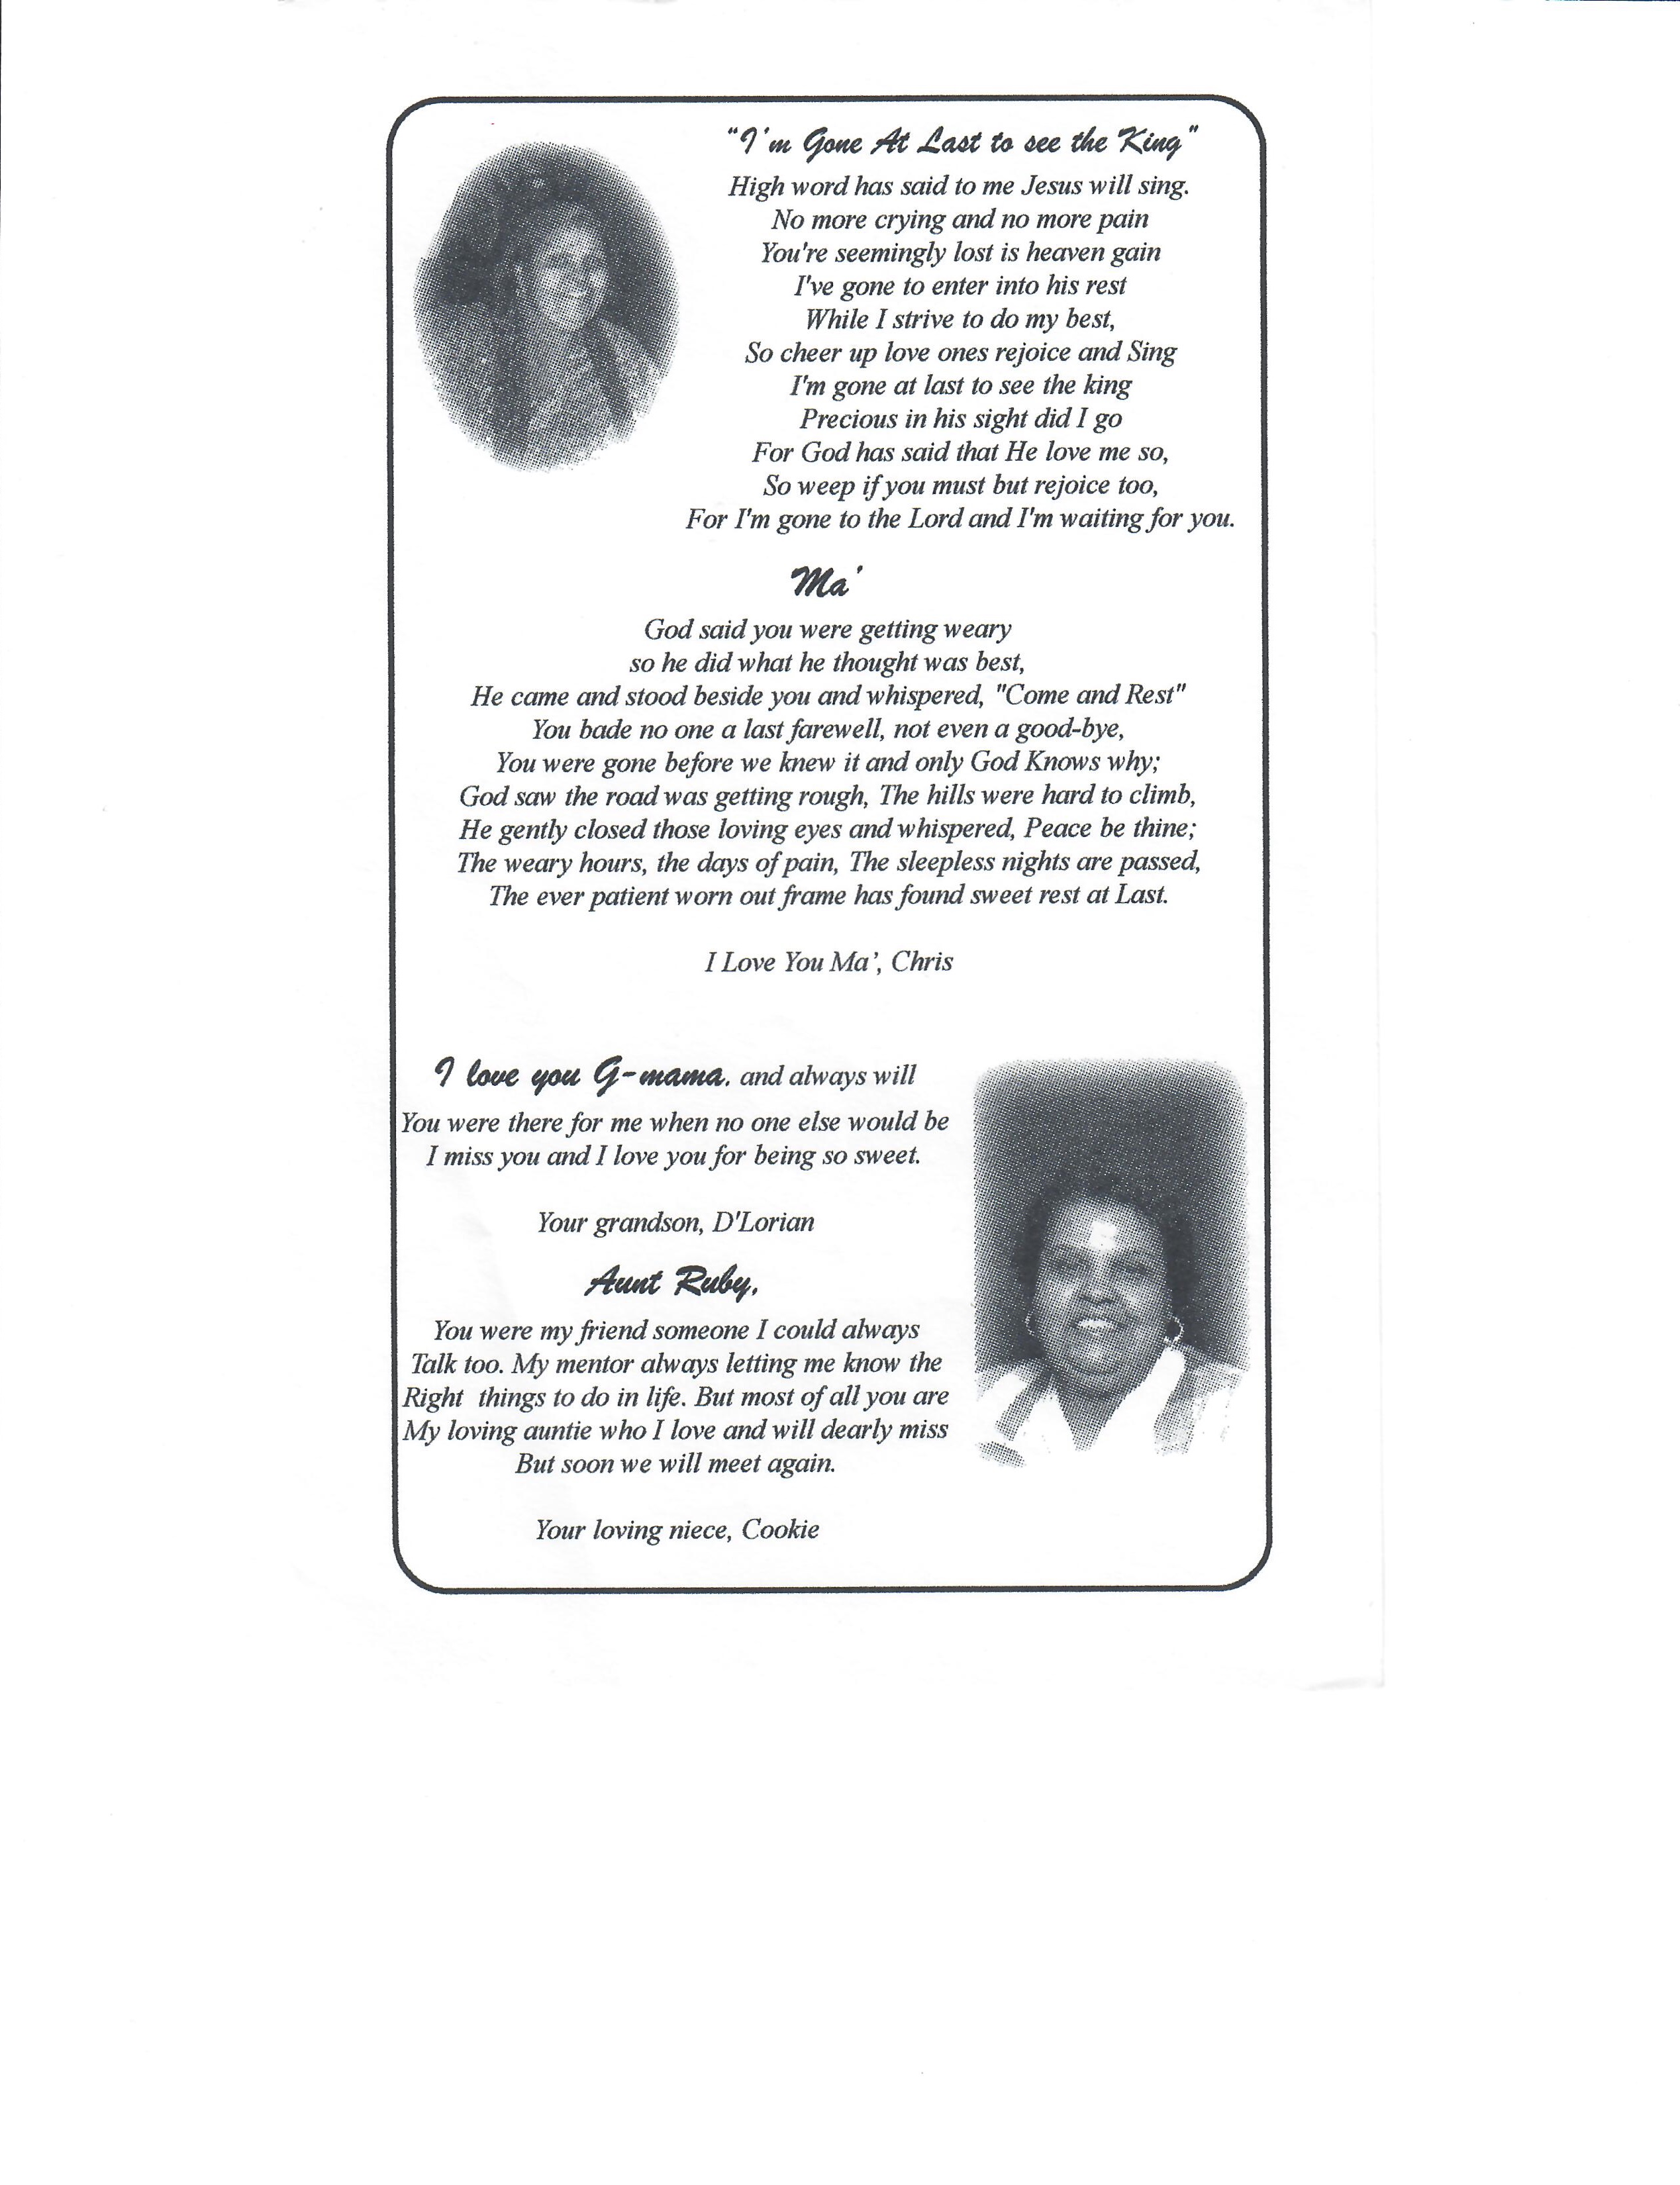 "I'm Gone At Last to see the King"
High word has said to me Jesus will sing.
No more crying and no more pain
You're seemingly lost is heaven gain
I've gone to enter into his rest
While I strive to do my best,
So cheer up love ones rejoice and Sing
I'm gone at last to see the king
Precious in his sight did I go
For God has said that He love me so,
So weep if you must but rejoice too,
For I'm gone to the Lord and I'm waiting for you.
Ma'
God said you were getting weary
so he did what he thought was best,
He came and stood beside you and whispered, "Come and Rest"
You bade no one a last farewell, not even a good-bye,
You were gone before we knew it and only God Knows why;
God saw the road was getting rough, The hills were hard to climb,
He gently closed those loving eyes and whispered, Peace be thine;
The weary hours, the days of pain, The sleepless nights are passed,
The ever patient worn out frame has found sweet rest at Last.
I Love You Ma', Chris
I love you G-mama, and always will
You were there for me when no one else would be
I miss you and I love you for being so sweet.
Your grandson, D'Lorian
Aunt Ruby,
You were my friend someone I could always
Talk too. My mentor always letting me know the
Right things to do in life. But most of all you are
My loving auntie who I love and will dearly miss
But soon we will meet again.
Your loving niece, Cookie